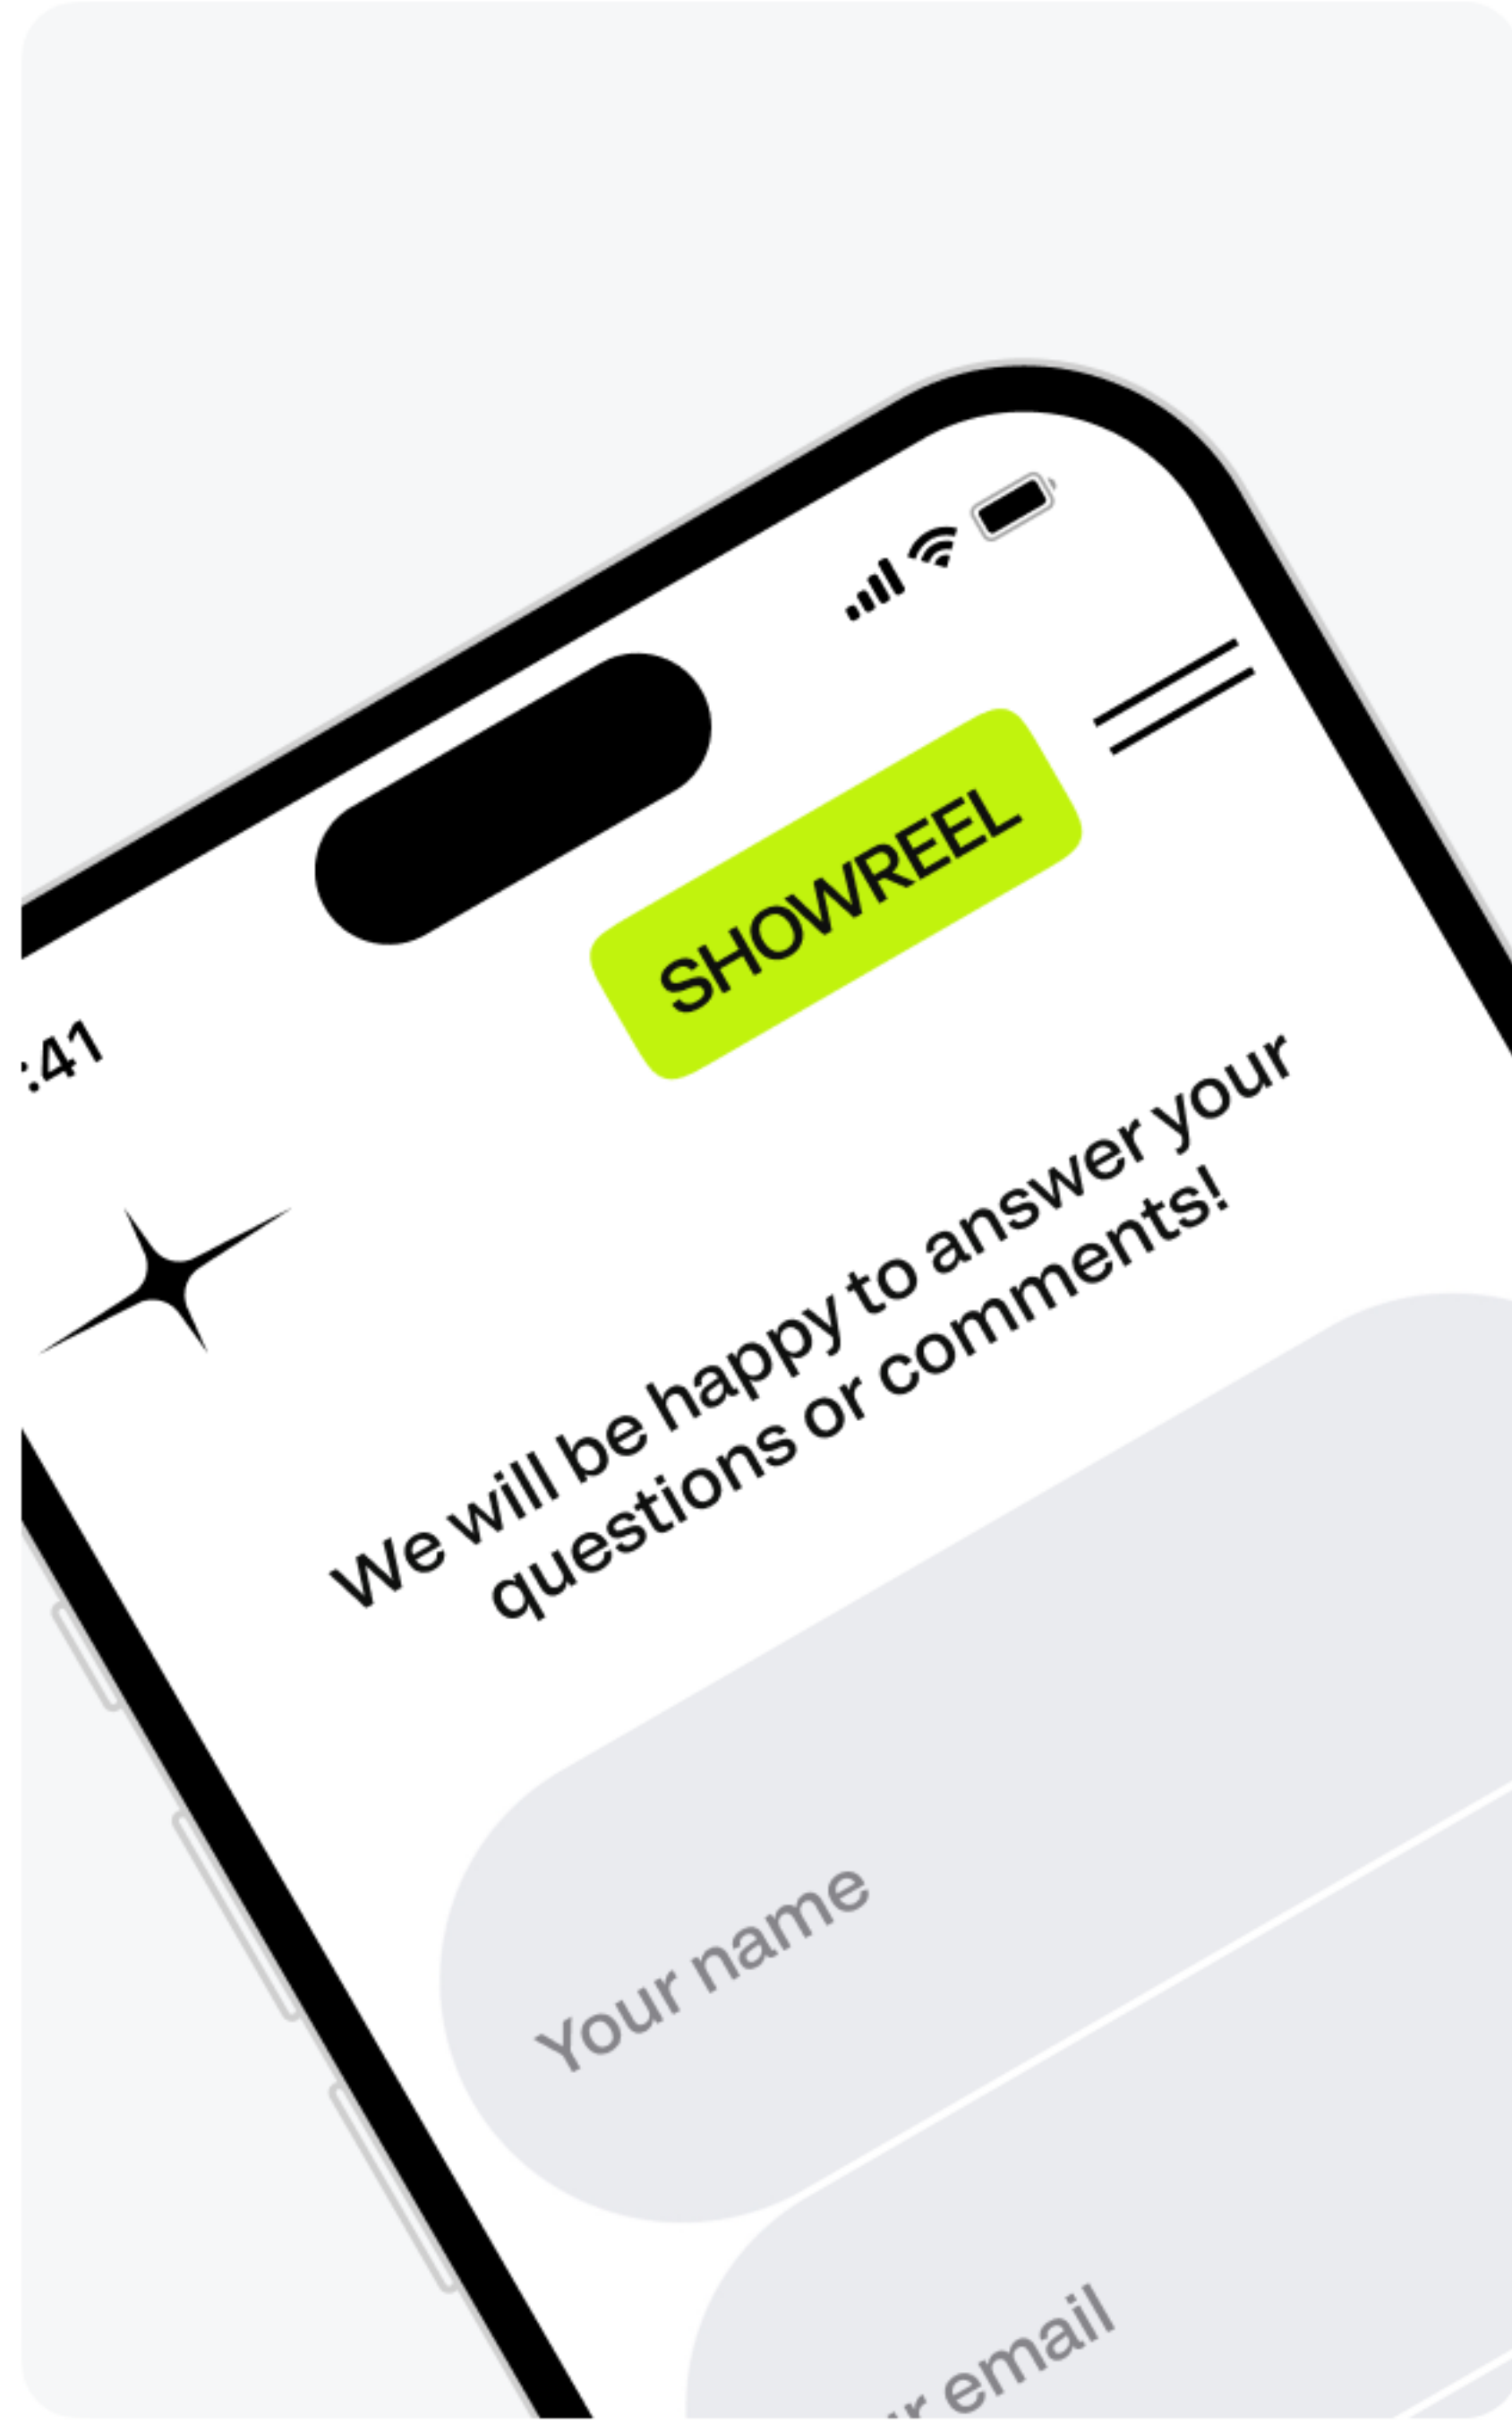 :41
SHOWREEL
We will be happy to answer your
questions or comments!
Your name
email